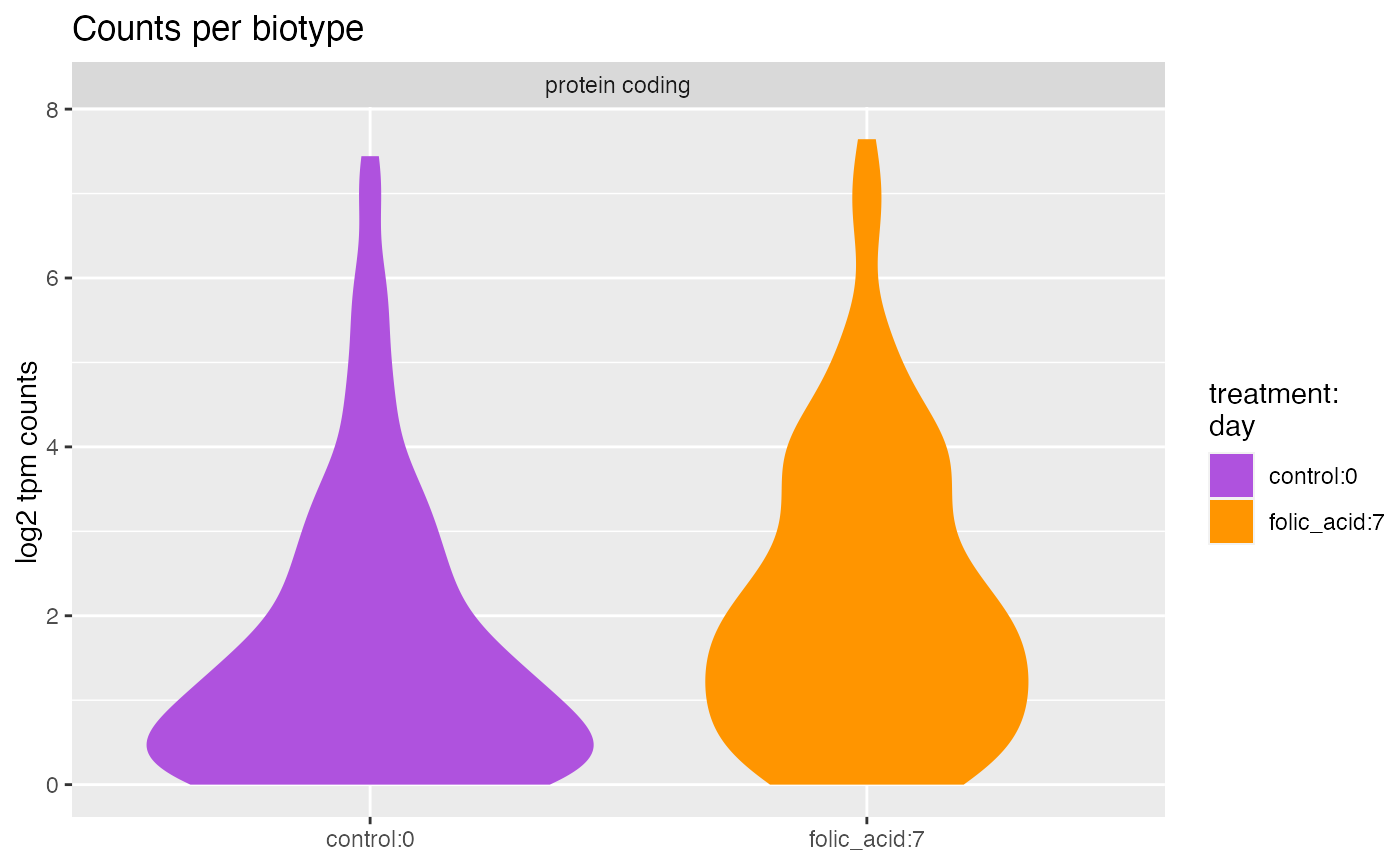 Counts per biotype
protein coding
8
6
4
2
0
log2 tpm counts
control:0
folic_acid:7
treatment:
day
control:0
folic_acid:7